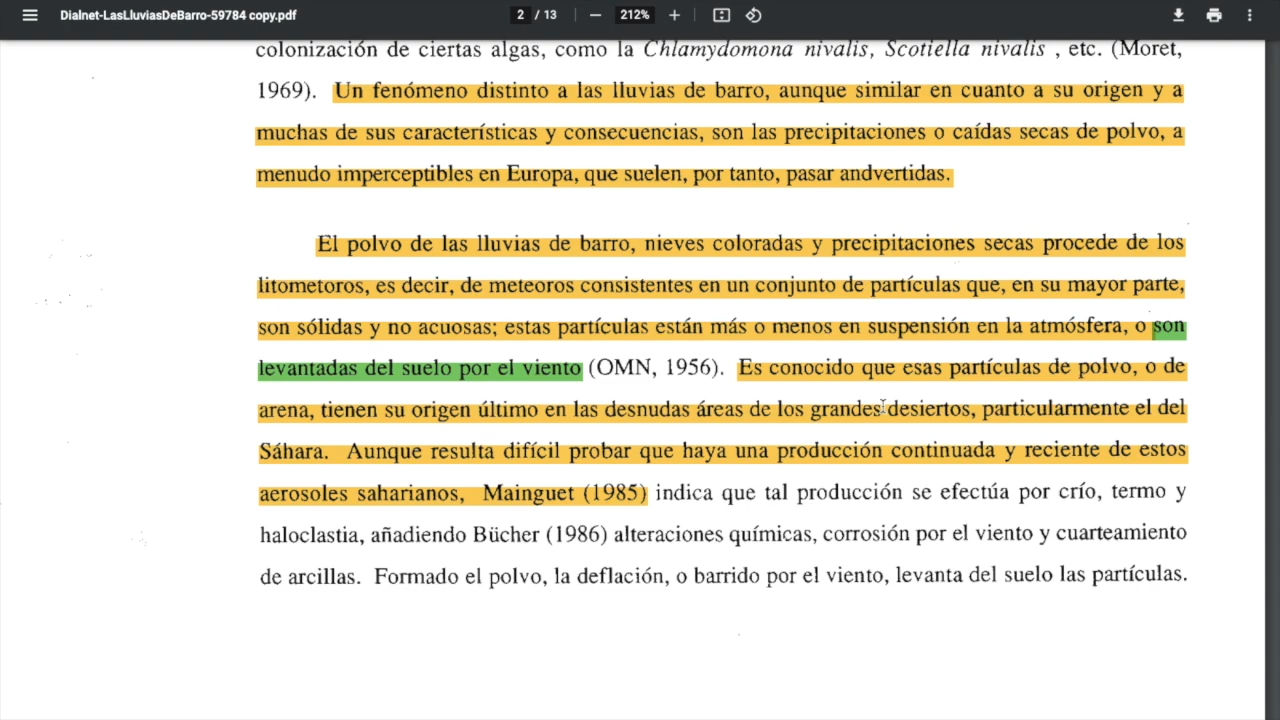 Dialnet-LasLluviasDeBarro-59784 copy.pdf
2 / 13
212%
colonización de ciertas algas, como la Chlamydomona nivalis, Scotiella nivalis , etc. (Moret,
1969). Un fenómeno distinto a las lluvias de barro, aunque similar en cuanto a su origen y a
muchas de sus características y consecuencias, son las precipitaciones o caídas secas de polvo, a
menudo imperceptibles en Europa, que suelen, por tanto, pasar andvertidas.
El polvo de las lluvias de barro, nieves coloradas y precipitaciones secas procede de los
litometoros, es decir, de meteoros consistentes en un conjunto de partículas que, en su mayor parte,
son sólidas y no acuosas; estas partículas están más o menos en suspensión en la atmósfera, o son
levantadas del suelo por el viento (OMN, 1956). Es conocido que esas partículas de polvo, o de
arena, tienen su origen último en las desnudas áreas de los grandes desiertos, particularmente el del
Sáhara. Aunque resulta difícil probar que haya una producción continuada y reciente de estos
aerosoles saharianos, Mainguet (1985) indica que tal producción se efectúa por crío, termo y
haloclastia, añadiendo Bücher (1986) alteraciones químicas, corrosión por el viento y cuarteamiento
de arcillas. Formado el polvo, la deflación, o barrido por el viento, levanta del suelo las partículas.